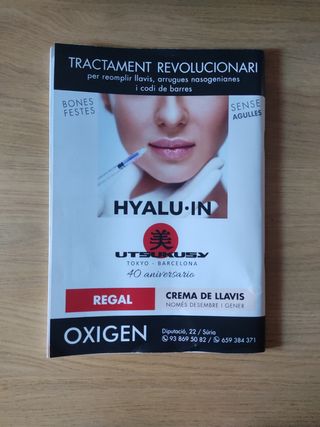 TRACTAMENT REVOLUCIONARI
per reomplir llavis, arrugues nasogenianes
i codi de barres
BONES
FESTES
SENSE
AGULLES
HYALU·IN
美
UTSUKUSY
TOKYO - BARCELONA
40 aniversario
REGAL
CREMA DE LLAVIS
NOMÉS DESEMBRE I GENER
OXIGEN
Diputació, 22 / Súria
93 869 50 82 / 659 384 371